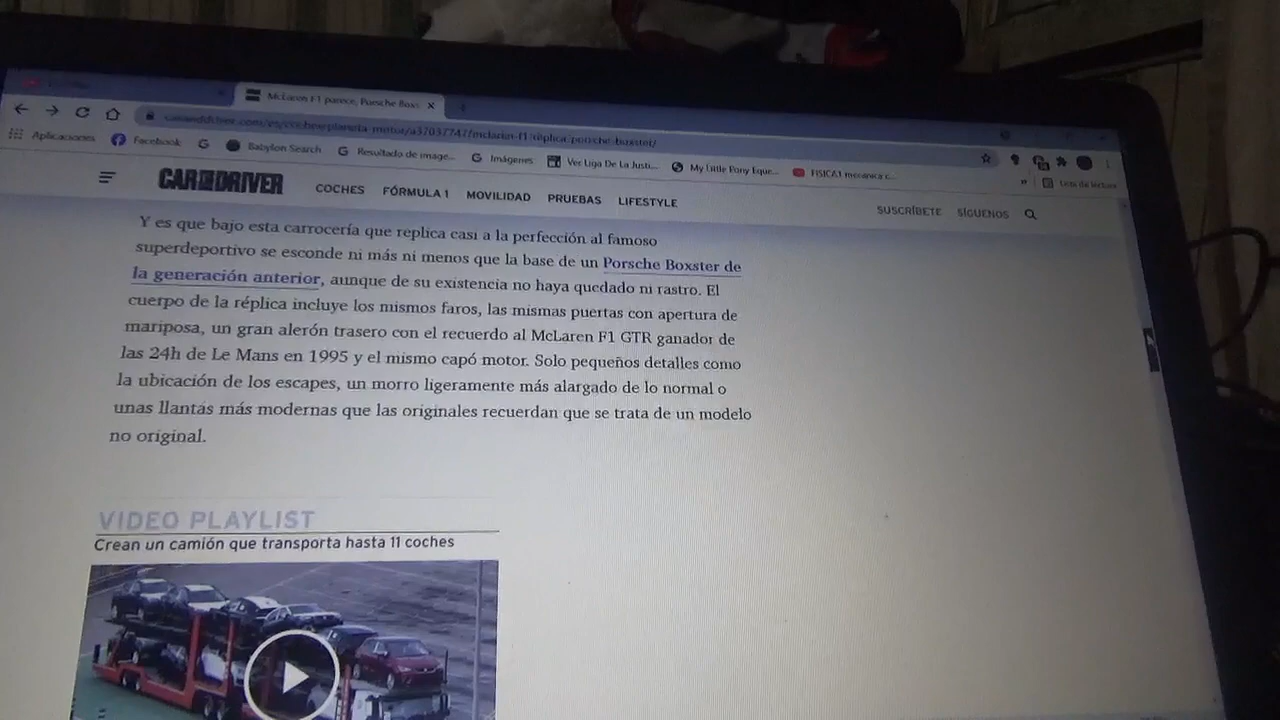 McLaren F1 parece, Porsche Boxs
Aplicaciones
Facebook
Babylon Search
Resultado de image...
Imágenes
Ver Liga De La Justi...
My Little Pony Eque...
FISICA1 mecánica c...
Lista de lectura
CAR AND DRIVER
COCHES
FÓRMULA 1
MOVILIDAD
PRUEBAS
LIFESTYLE
SUSCRÍBETE
SÍGUENOS
Y es que bajo esta carrocería que replica casi a la perfección al famoso
superdeportivo se esconde ni más ni menos que la base de un Porsche Boxster de
la generación anterior, aunque de su existencia no haya quedado ni rastro. El
cuerpo de la réplica incluye los mismos faros, las mismas puertas con apertura de
mariposa, un gran alerón trasero con el recuerdo al McLaren F1 GTR ganador de
las 24h de Le Mans en 1995 y el mismo capó motor. Solo pequeños detalles como
la ubicación de los escapes, un morro ligeramente más alargado de lo normal o
unas llantas más modernas que las originales recuerdan que se trata de un modelo
no original.
VIDEO PLAYLIST
Crean un camión que transporta hasta 11 coches